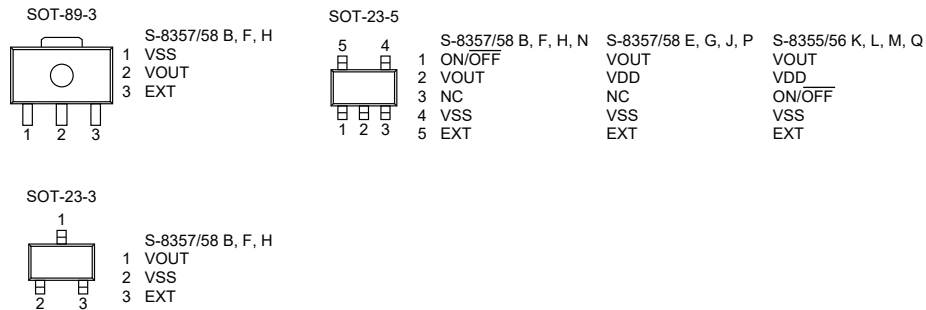 SOT-89-3
S-8357/58 B, F, H
1 VSS
2 VOUT
3 EXT
1 2 3
SOT-23-5
5 4
S-8357/58 B, F, H, N S-8357/58 E, G, J, P S-8355/56 K, L, M, Q
1 ON/OFF VOUT VOUT
2 VOUT VDD VDD
3 NC NC ON/OFF
4 VSS VSS VSS
5 EXT EXT EXT
1 2 3
SOT-23-3
1
S-8357/58 B, F, H
1 VOUT
2 VSS
3 EXT
2 3